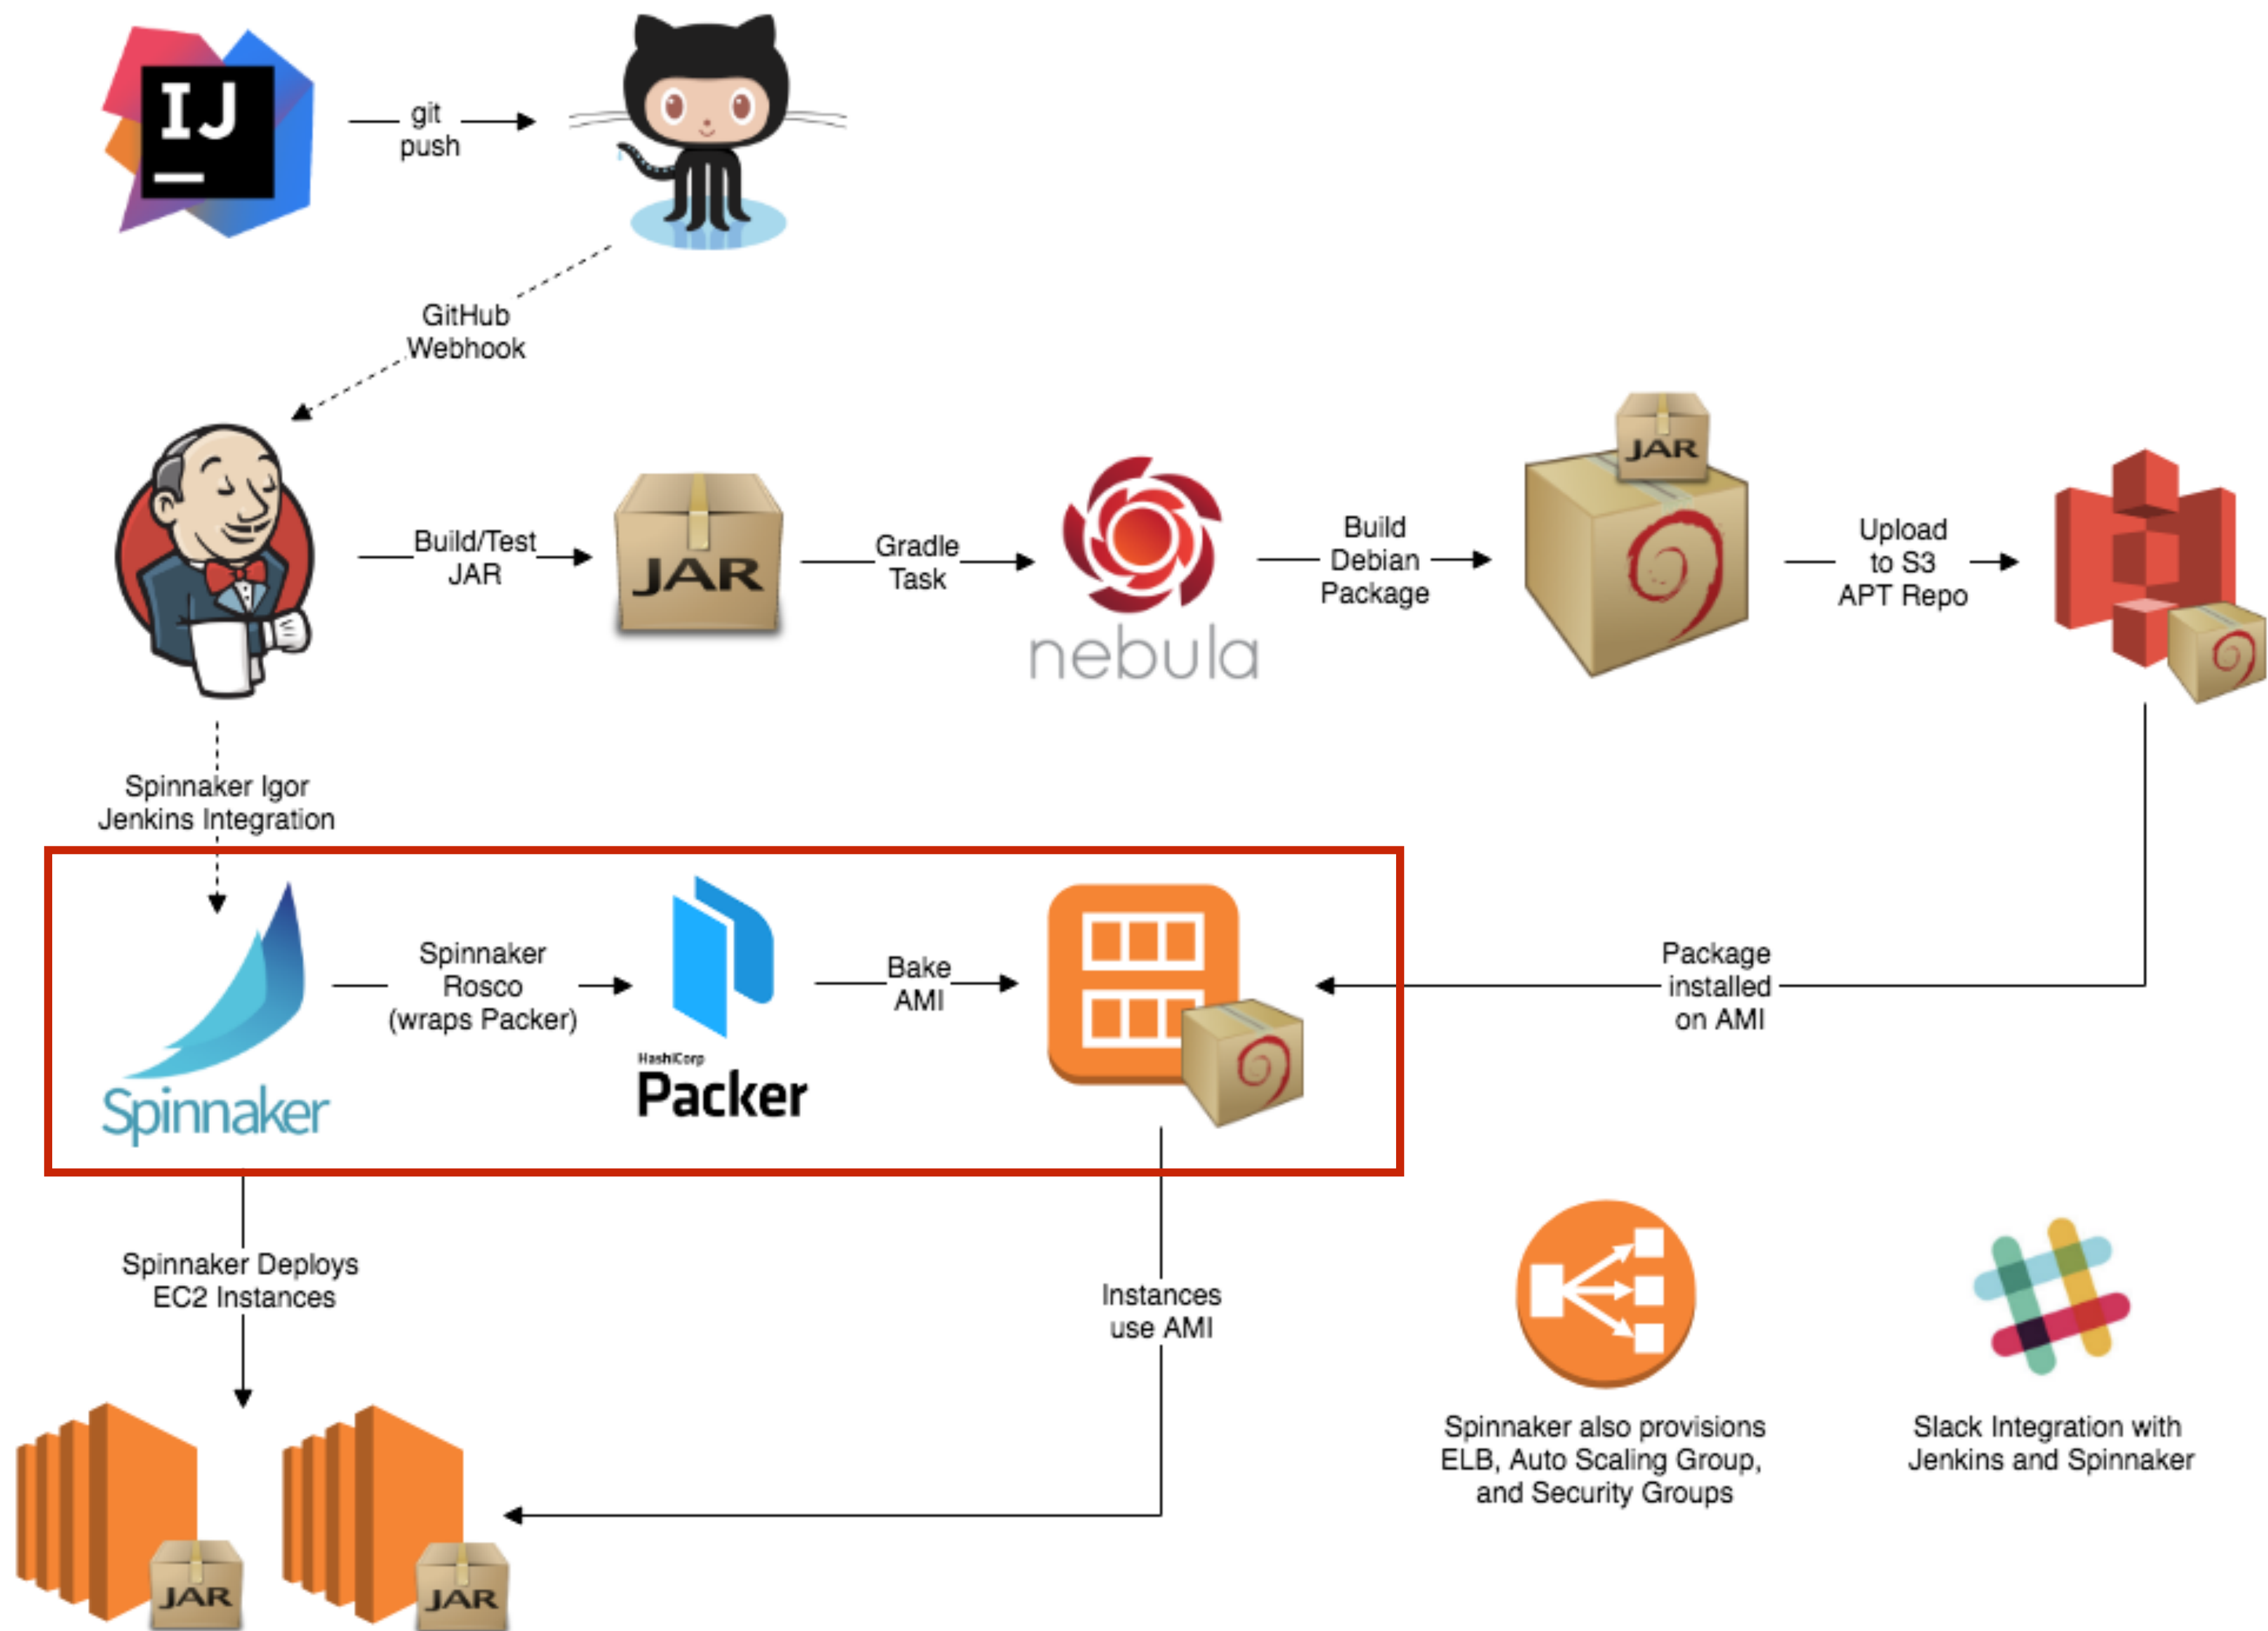 IJ
git
push
GitHub
Webhook
Build/Test
JAR
JAR
Gradle
Task
nebula
Build
Debian
Package
JAR
Upload
to S3
APT Repo
Spinnaker Igor
Jenkins Integration
Spinnaker
Spinnaker
Rosco
(wraps Packer)
HashiCorp
Packer
Bake
AMI
Package
installed
on AMI
Spinnaker Deploys
EC2 Instances
Instances
use AMI
JAR
JAR
Spinnaker also provisions
ELB, Auto Scaling Group,
and Security Groups
Slack Integration with
Jenkins and Spinnaker